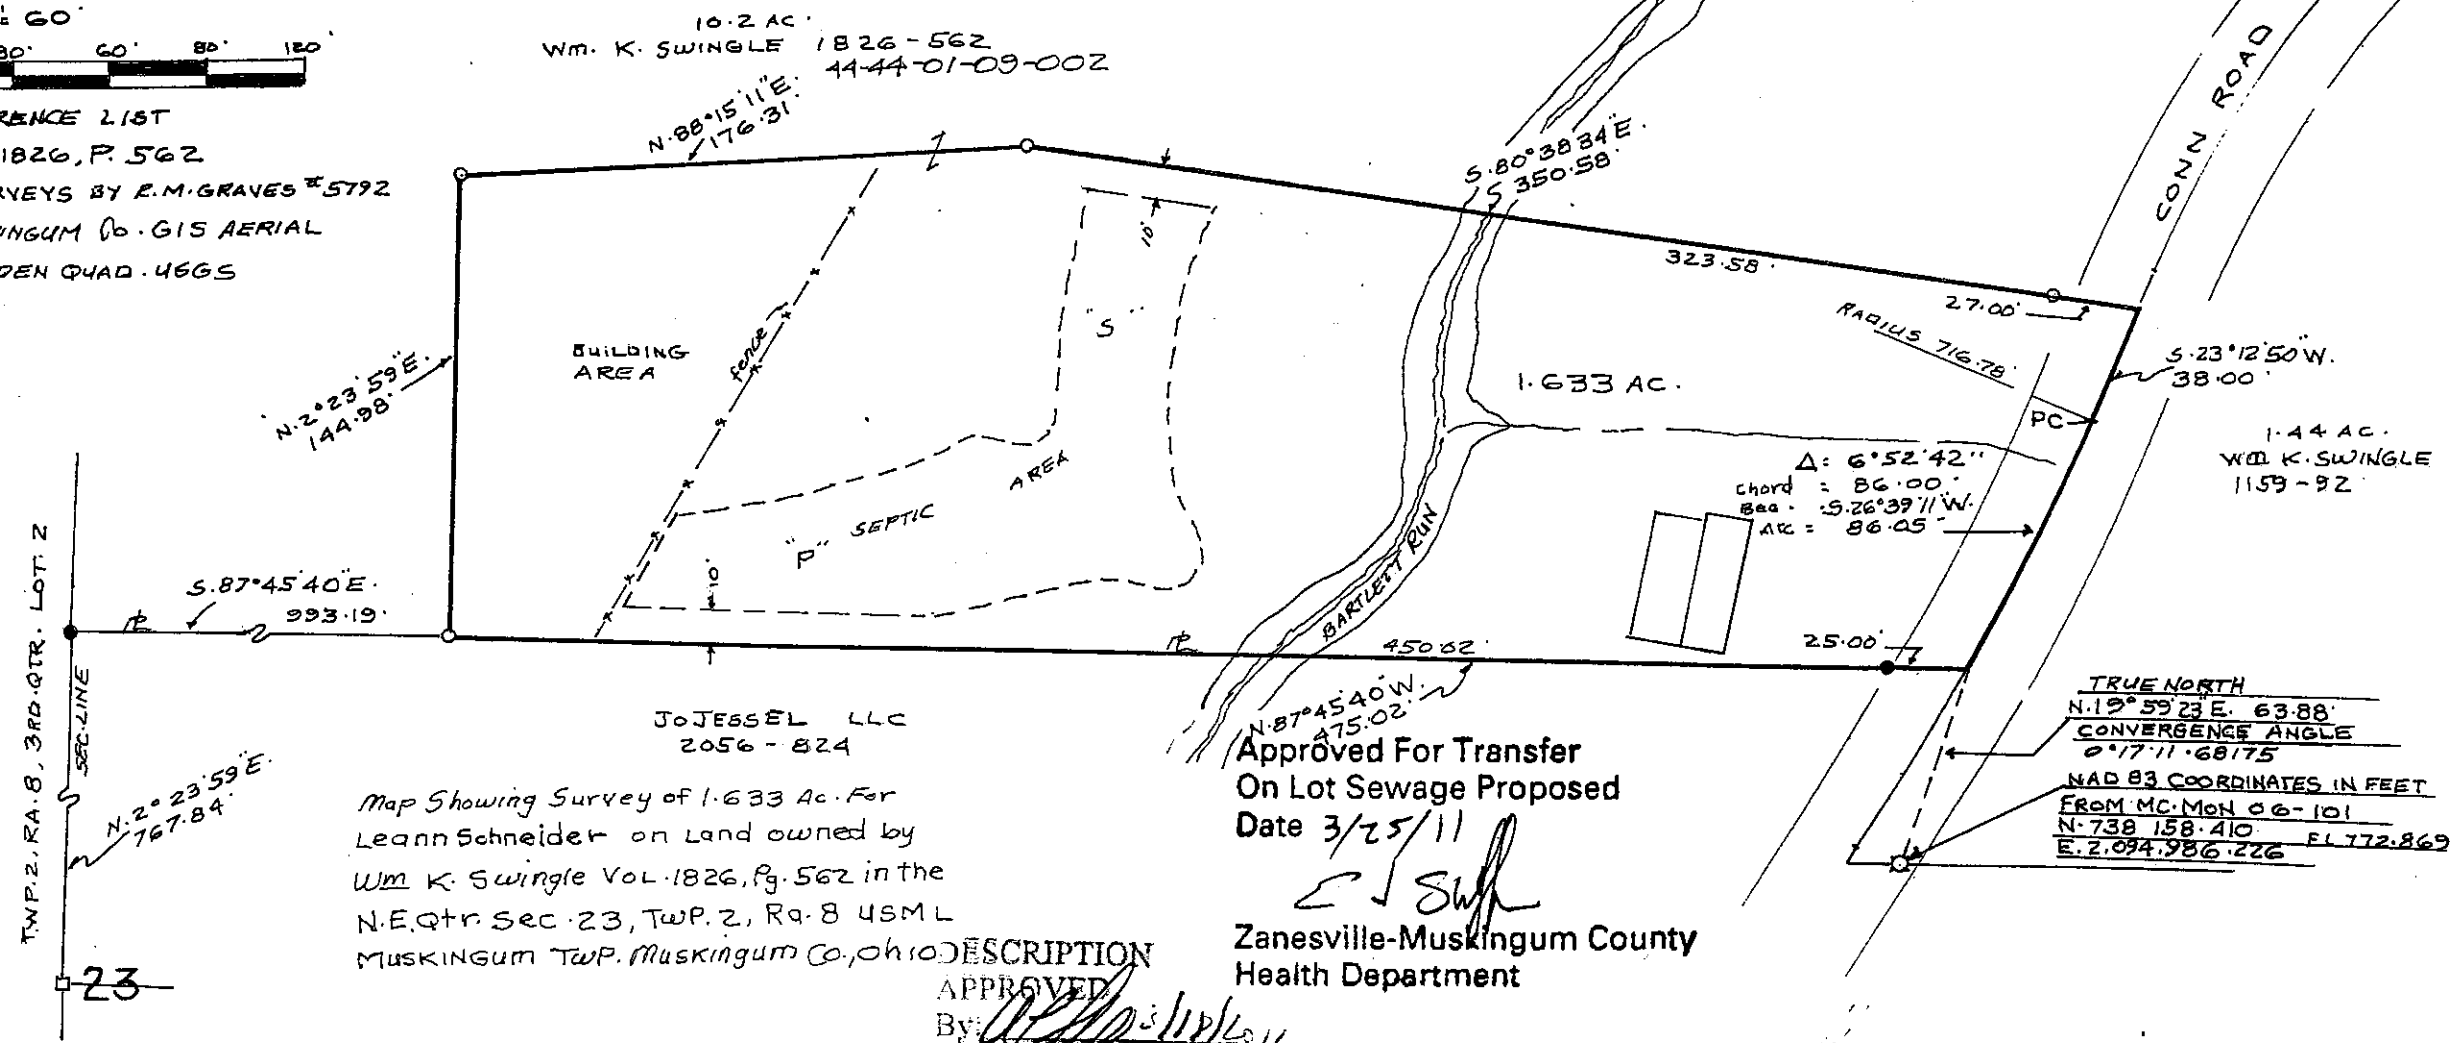 60'
60' 80' 120'
10.2 AC.
Wm. K. SWINGLE 1826-562
44-44-01-09-002
N.88°15'11"E.
176.31'
RENCE LIST
1826, P. 562
RVEYS BY R.M.GRAVES #5792
INGUM Co. GIS AERIAL
DEN QUAD. USGS
S.80°38'34"E.
350.58'
CONN ROAD
323.58'
27.00'
RADIUS 716.78'
S.23°12'50"W.
38.00'
PC
10'
"S"
BUILDING
AREA
fence
1.633 AC.
N.2°23'59"E.
144.98'
1.44 AC.
Wm K. SWINGLE
1159-92
Δ: 6°52'42"
Chord : 86.00'
Bea. : S.26°39'11"W.
Arc : 86.05'
"P" SEPTIC AREA
10'
BARTLETT RUN
TWP. 2, RA. 8, 3RD. QTR. LOT. 2
SEC. LINE
S.87°45'40"E.
993.19'
450.02'
25.00'
N.87°45'40"W.
475.02'
JOJESSEL LLC
2056-824
TRUE NORTH
N.19°59'23"E. 63.88'
CONVERGENCE ANGLE
0°17'11.68175
NAD 83 COORDINATES IN FEET
FROM MC. MON 06-101
N. 738 158.410 EL 772.869
E. 2,094,986.226
N.2°23'59"E.
767.84'
Map Showing Survey of 1.633 Ac. For
Leann Schneider on Land owned by
Wm K. Swingle VOL. 1826, Pg. 562 in the
N.E. Qtr. Sec. 23, TWP. 2, Ra. 8 USML
MUSKINGUM TWP. Muskingum Co., Ohio
23
Approved For Transfer
On Lot Sewage Proposed
Date 3/25/11
Zanesville-Muskingum County
Health Department
DESCRIPTION
APPROVED
By: